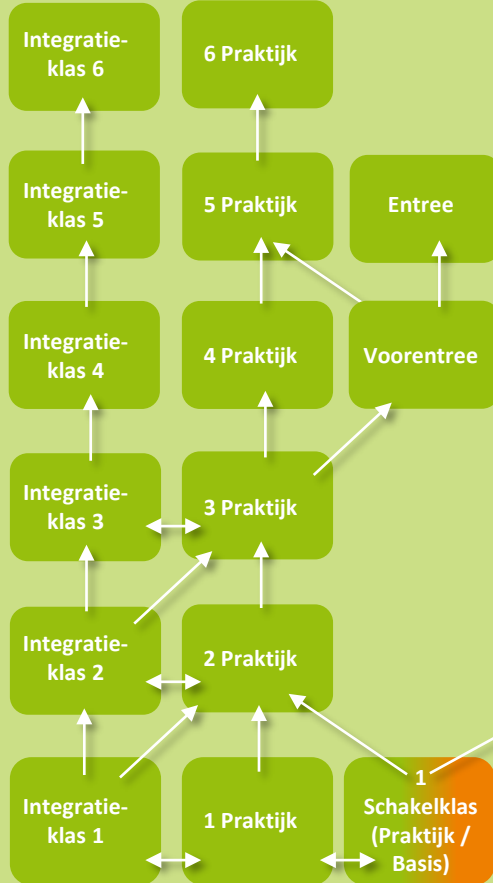 Integratie-
klas 6
6 Praktijk
Integratie-
klas 5
5 Praktijk
Entree
Integratie-
klas 4
4 Praktijk
Voorentree
Integratie-
klas 3
3 Praktijk
Integratie-
klas 2
2 Praktijk
Integratie-
klas 1
1 Praktijk
1
Schakelklas
(Praktijk /
Basis)